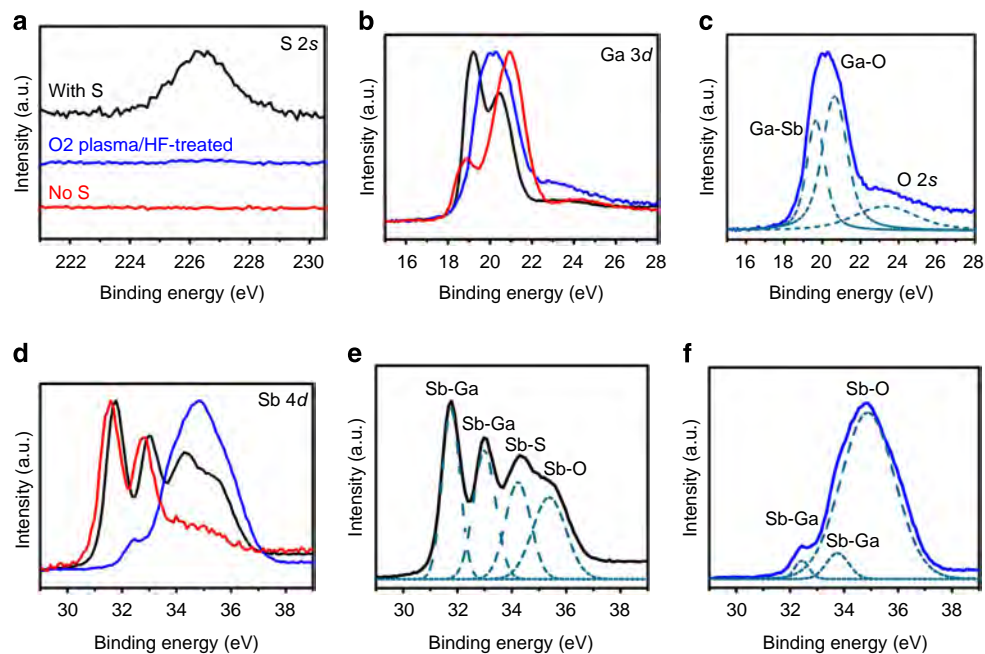 a
S 2s
With S
O2 plasma/HF-treated
No S
Intensity (a.u.)
222 224 226 228 230
Binding energy (eV)
b
Ga 3d
Intensity (a.u.)
16 18 20 22 24 26 28
Binding energy (eV)
c
Ga-O
Ga-Sb
O 2s
Intensity (a.u.)
16 18 20 22 24 26 28
Binding energy (eV)
d
Sb 4d
Intensity (a.u.)
30 32 34 36 38
Binding energy (eV)
e
Sb-Ga
Sb-Ga
Sb-S
Sb-O
Intensity (a.u.)
30 32 34 36 38
Binding energy (eV)
f
Sb-O
Sb-Ga
Sb-Ga
Intensity (a.u.)
30 32 34 36 38
Binding energy (eV)